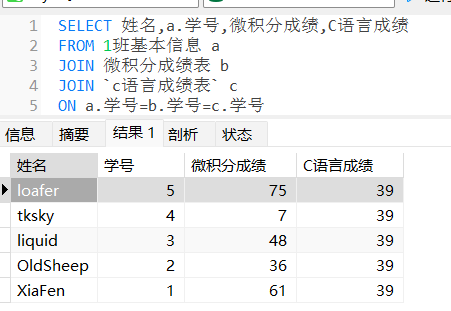 1 SELECT 姓名,a.学号,微积分成绩,C语言成绩
2 FROM 1班基本信息 a
3 JOIN 微积分成绩表 b
4 JOIN `c语言成绩表` c
5 ON a.学号=b.学号=c.学号
信息 摘要 结果 1 剖析 状态
姓名 学号 微积分成绩 C语言成绩
loafer 5 75 39
tksky 4 7 39
liquid 3 48 39
OldSheep 2 36 39
XiaFen 1 61 39